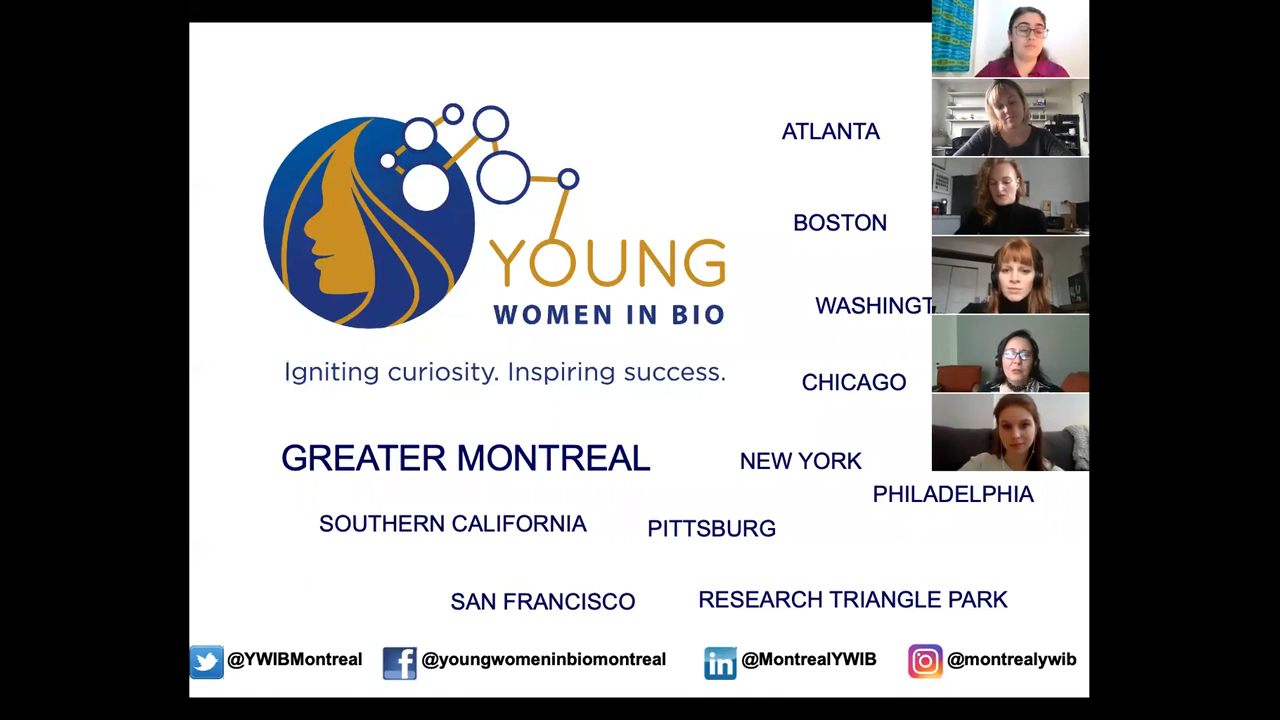 ATLANTA
BOSTON
YOUNG
WOMEN IN BIO
WASHINGT
Igniting curiosity. Inspiring success.
CHICAGO
GREATER MONTREAL
NEW YORK
PHILADELPHIA
SOUTHERN CALIFORNIA
PITTSBURG
SAN FRANCISCO
RESEARCH TRIANGLE PARK
@YWIBMontreal
@youngwomeninbiomontreal
@MontrealYWIB
@montrealywib